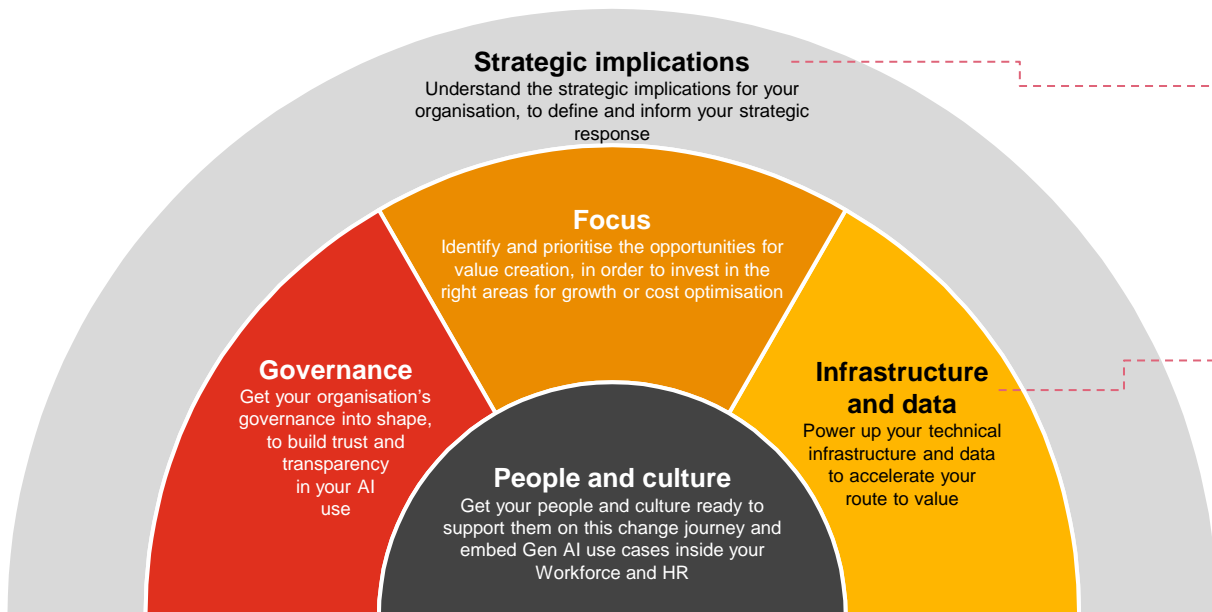 Strategic implications
Understand the strategic implications for your
organisation, to define and inform your strategic
response
Focus
Identify and prioritise the opportunities for
value creation, in order to invest in the
right areas for growth or cost optimisation
Governance
Get your organisation’s
governance into shape,
to build trust and
transparency
in your AI
use
Infrastructure
and data
Power up your technical
infrastructure and data
to accelerate your
route to value
People and culture
Get your people and culture ready to
support them on this change journey and
embed Gen AI use cases inside your
Workforce and HR